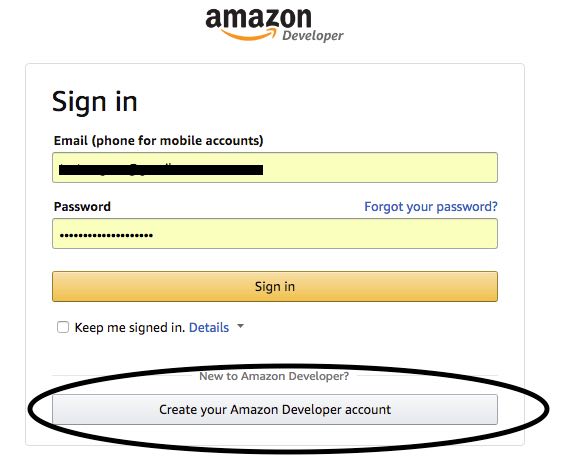 amazon
Developer
Sign in
Email (phone for mobile accounts)
Password Forgot your password?
Sign in
Keep me signed in. Details
New to Amazon Developer?
Create your Amazon Developer account